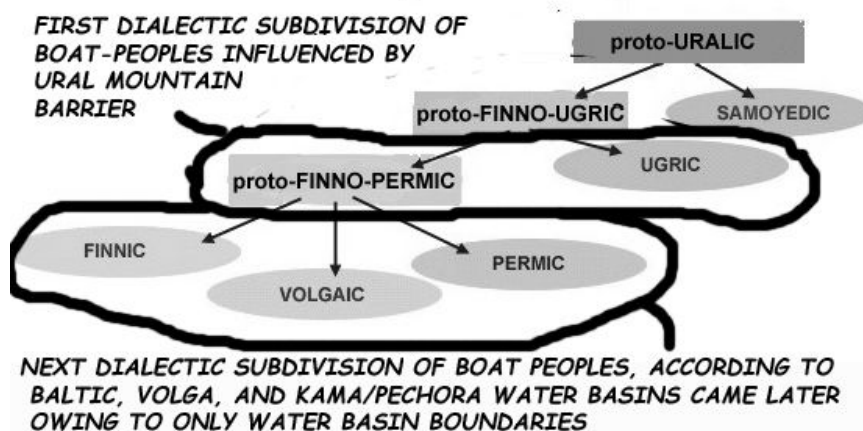 FIRST DIALECTIC SUBDIVISION OF
BOAT-PEOPLES INFLUENCED BY
URAL MOUNTAIN
BARRIER
proto-URALIC
proto-FINNO-UGRIC
SAMOYEDIC
proto-FINNO-PERMIC
UGRIC
FINNIC
VOLGAIC
PERMIC
NEXT DIALECTIC SUBDIVISION OF BOAT PEOPLES, ACCORDING TO
BALTIC, VOLGA, AND KAMA/PECHORA WATER BASINS CAME LATER
OWING TO ONLY WATER BASIN BOUNDARIES